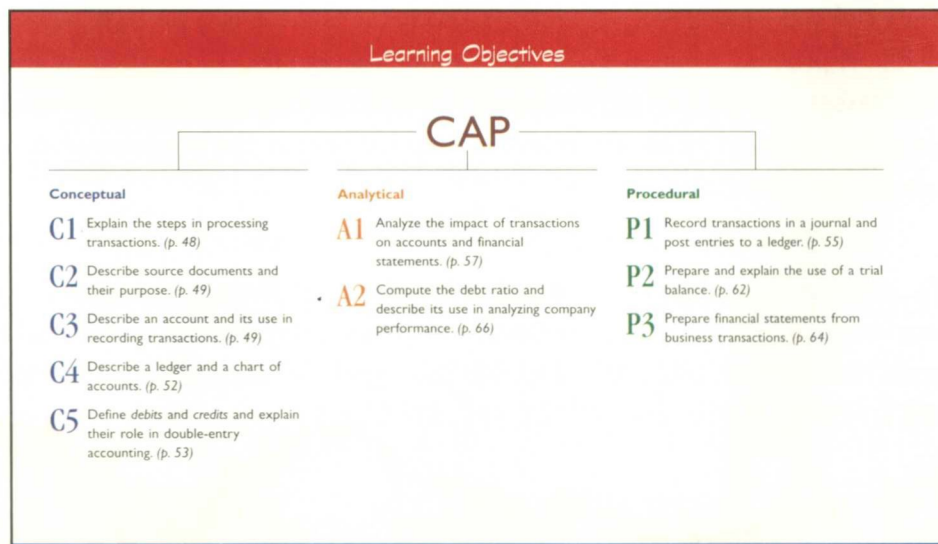 Learning Objectives
CAP
Conceptual
C1 Explain the steps in processing
transactions. (p. 48)
C2 Describe source documents and
their purpose. (p. 49)
C3 Describe an account and its use in
recording transactions. (p. 49)
C4 Describe a ledger and a chart of
accounts. (p. 52)
C5 Define debits and credits and explain
their role in double-entry
accounting. (p. 53)
Analytical
A1 Analyze the impact of transactions
on accounts and financial
statements. (p. 57)
A2 Compute the debt ratio and
describe its use in analyzing company
performance. (p. 66)
Procedural
P1 Record transactions in a journal and
post entries to a ledger. (p. 55)
P2 Prepare and explain the use of a trial
balance. (p. 62)
P3 Prepare financial statements from
business transactions. (p. 64)